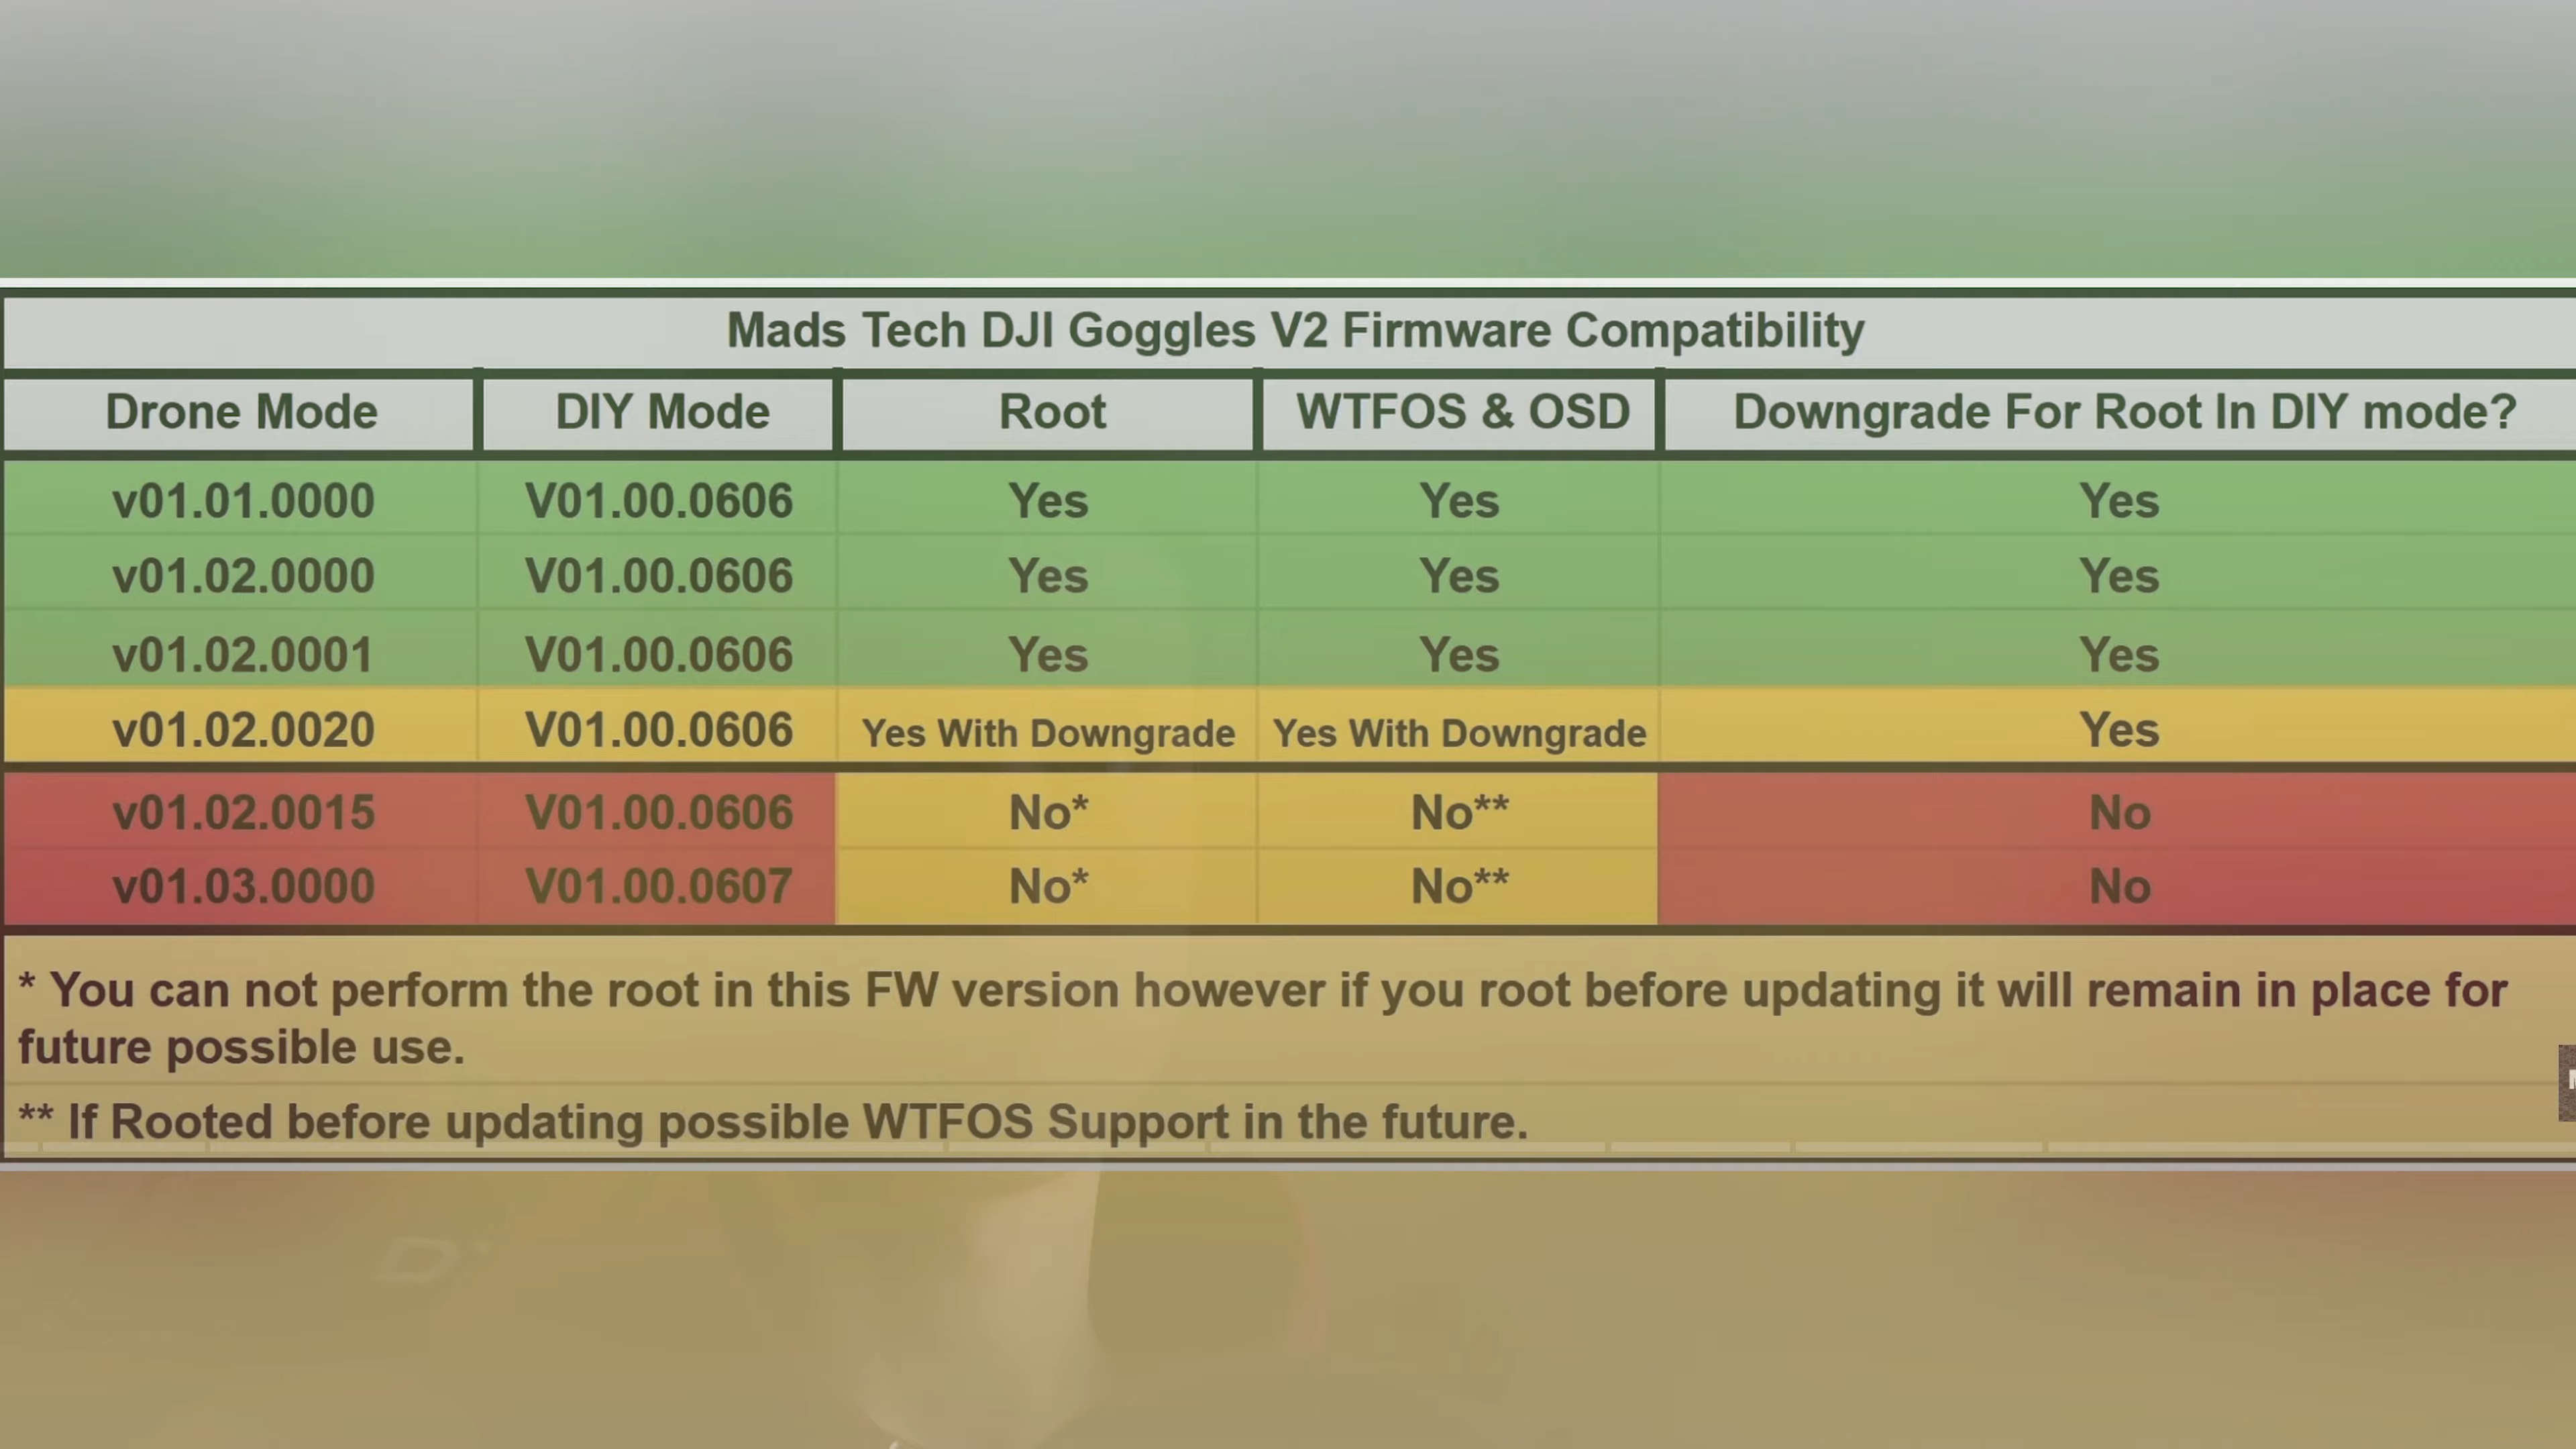 Mads Tech DJI Goggles V2 Firmware Compatibility
Drone Mode DIY Mode Root WTFOS & OSD Downgrade For Root In DIY mode?
v01.01.0000 V01.00.0606 Yes Yes Yes
v01.02.0000 V01.00.0606 Yes Yes Yes
v01.02.0001 V01.00.0606 Yes Yes Yes
v01.02.0020 V01.00.0606 Yes With Downgrade Yes With Downgrade Yes
v01.02.0015 V01.00.0606 No* No** No
v01.03.0000 V01.00.0607 No* No** No
* You can not perform the root in this FW version however if you root before updating it will remain in place for
future possible use.
** If Rooted before updating possible WTFOS Support in the future.